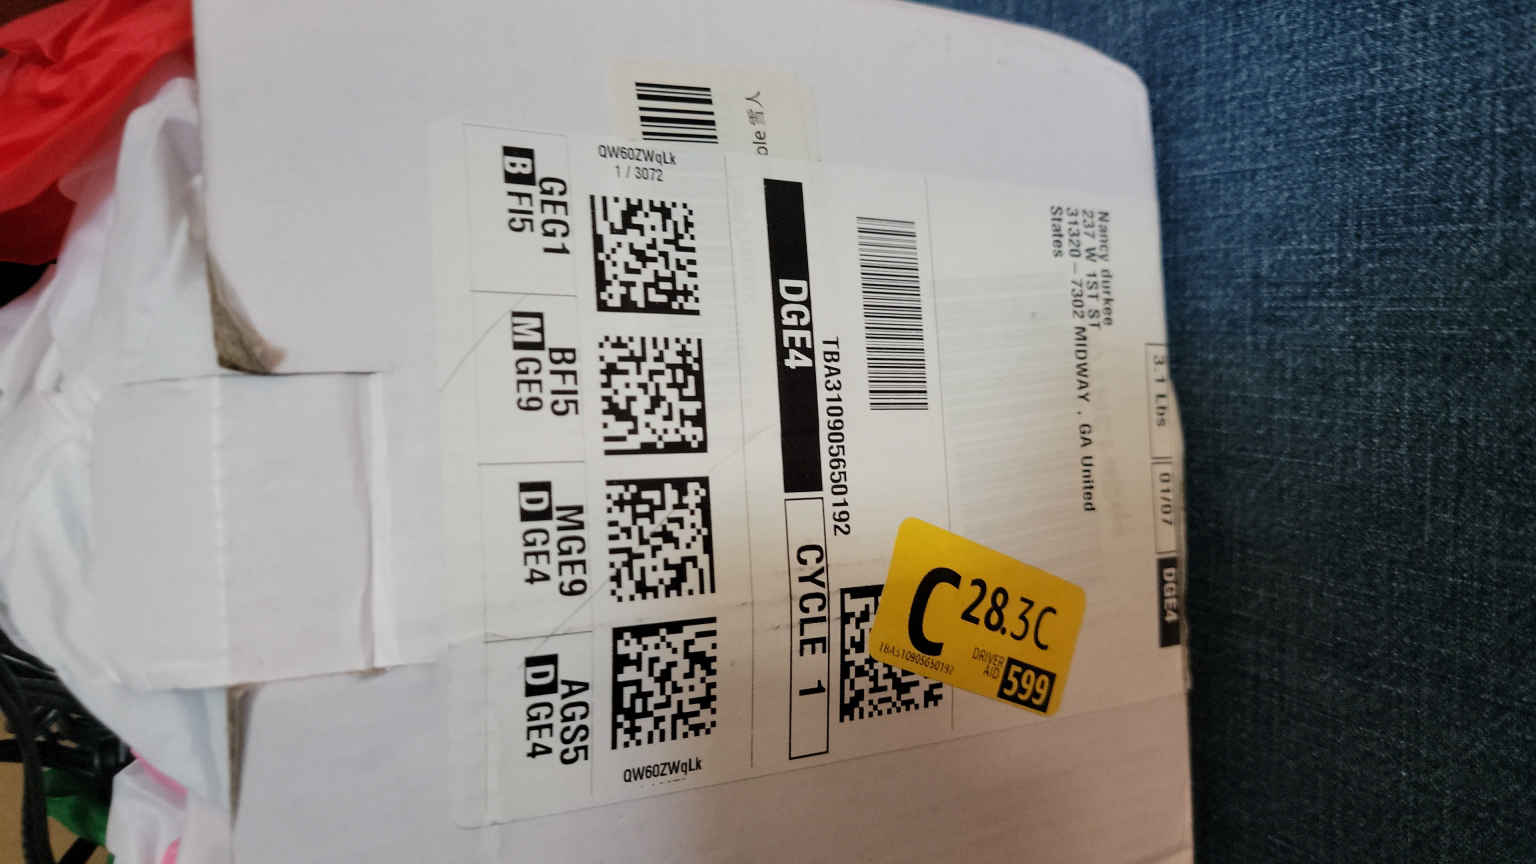 Nancy durkee
237 W 1ST ST
31320-7302 MIDWAY , GA United
States
3.1 Lbs
01/07
DGE4
TBA310905650192
DGE4
CYCLE 1
C
28.3C
DRIVER
AID
599
TBA310905650192
QW60ZWqLk
1 / 3072
GEG1
B FI5
BFI5
M GE9
MGE9
D GE4
AGS5
D GE4
QW60ZWqLk